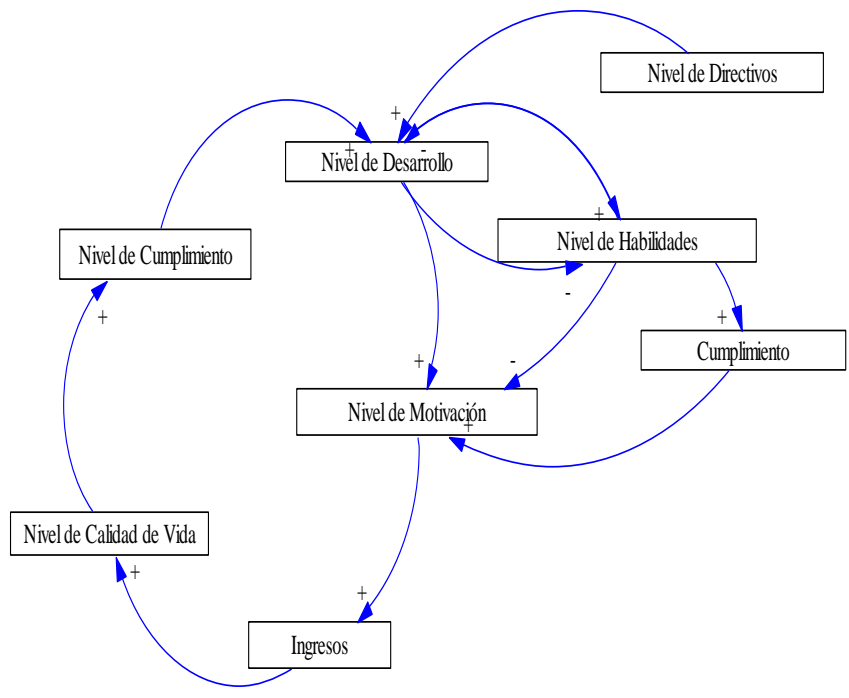 Nivel de Directivos
+
+
-
Nivel de Desarrollo
+
Nivel de Habilidades
Nivel de Cumplimiento
-
+
+
Cumplimiento
+
-
Nivel de Motivación
+
Nivel de Calidad de Vida
+
+
Ingresos